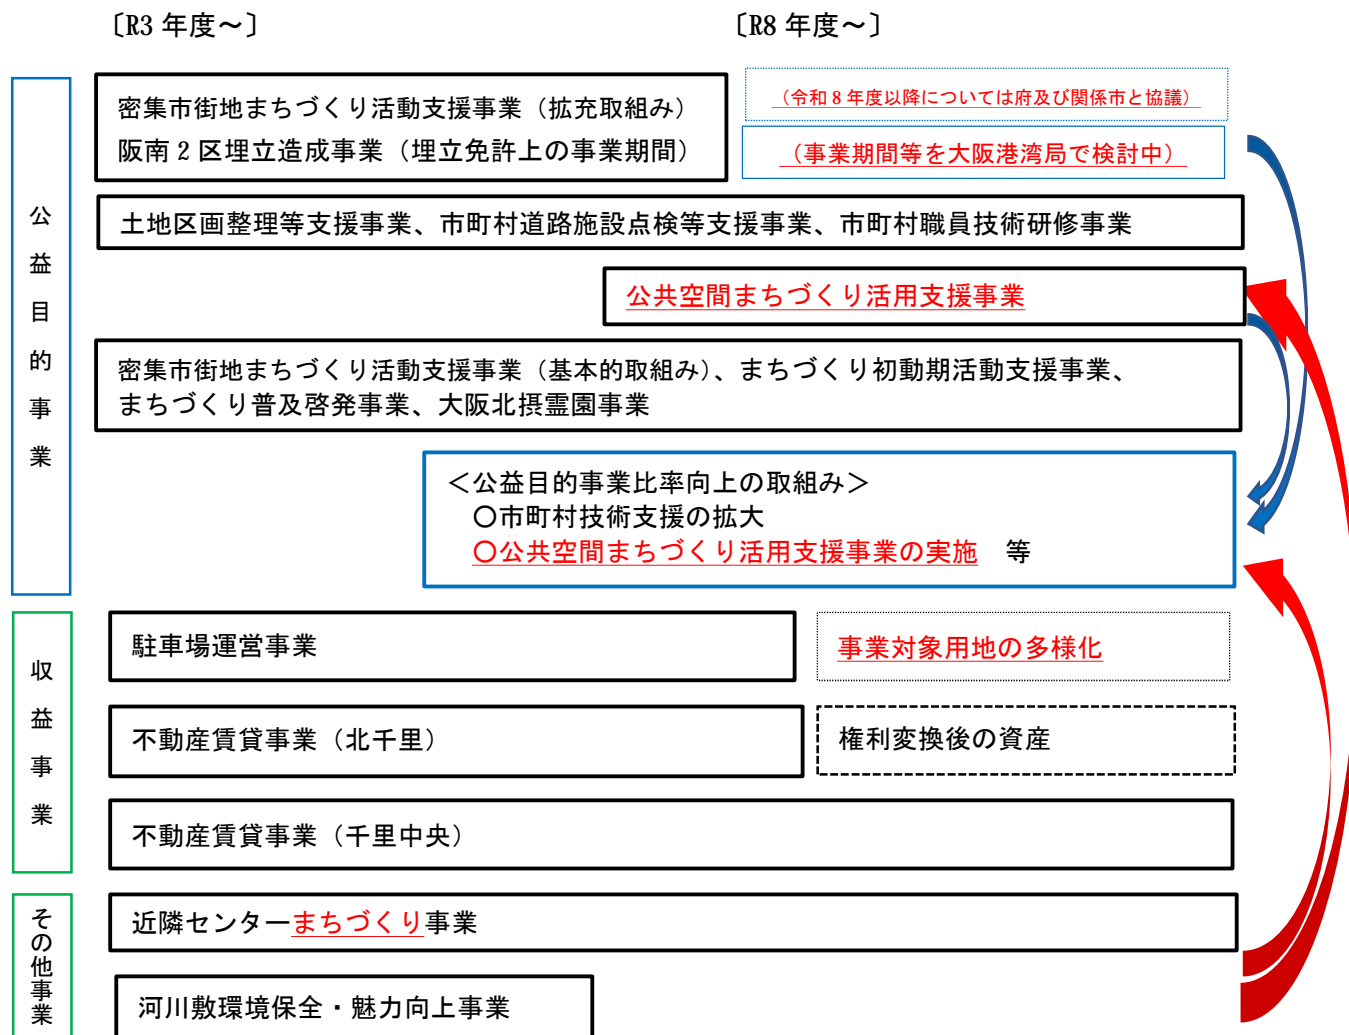 〔R3 年度～〕
〔R8 年度～〕
公益目的事業
密集市街地まちづくり活動支援事業（拡充取組み）
阪南２区埋立造成事業（埋立免許上の事業期間）
（令和８年度以降については府及び関係市と協議）
（事業期間等を大阪港湾局で検討中）
土地区画整理等支援事業、市町村道路施設点検等支援事業、市町村職員技術研修事業
公共空間まちづくり活用支援事業
密集市街地まちづくり活動支援事業（基本的取組み）、まちづくり初動期活動支援事業、
まちづくり普及啓発事業、大阪北摂霊園事業
＜公益目的事業比率向上の取組み＞
〇市町村技術支援の拡大
〇公共空間まちづくり活用支援事業の実施　等
収益事業
駐車場運営事業
事業対象用地の多様化
不動産賃貸事業（北千里）
権利変換後の資産
不動産賃貸事業（千里中央）
その他事業
近隣センターまちづくり事業
河川敷環境保全・魅力向上事業